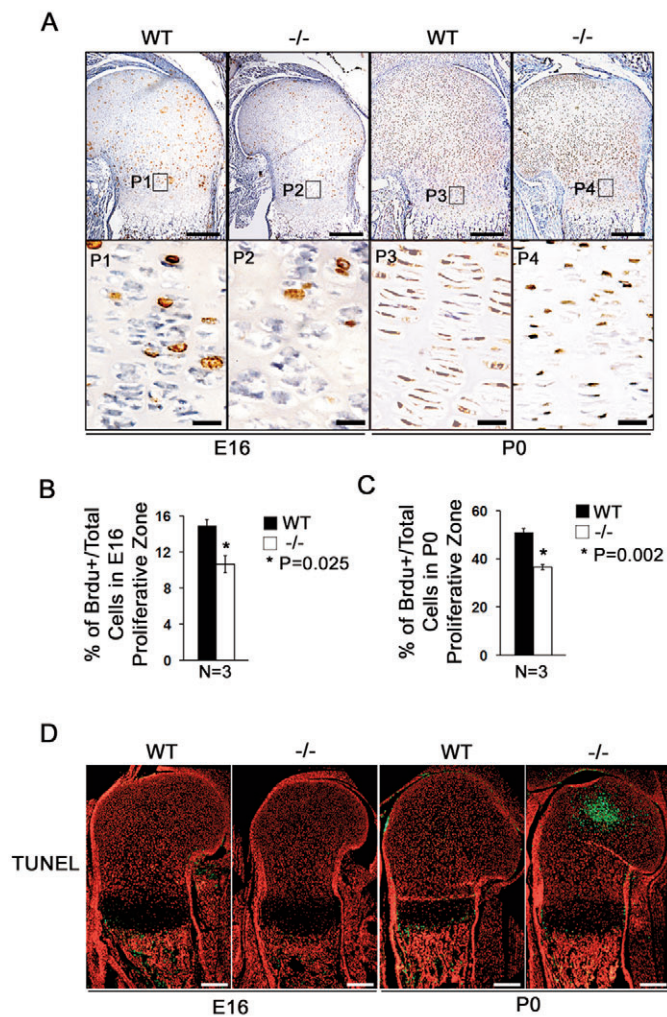 A
WT -/- WT -/-
P1 P2 P3 P4
P1 P2 P3 P4
E16 P0
B
% of Brdu+/Total
Cells in E16
Proliferative Zone
16
12
8
4
0
*
WT
-/-
* P=0.025
N=3
C
% of Brdu+/Total
Cells in P0
Proliferative Zone
60
40
20
0
*
WT
-/-
* P=0.002
N=3
D
WT -/- WT -/-
TUNEL
E16 P0